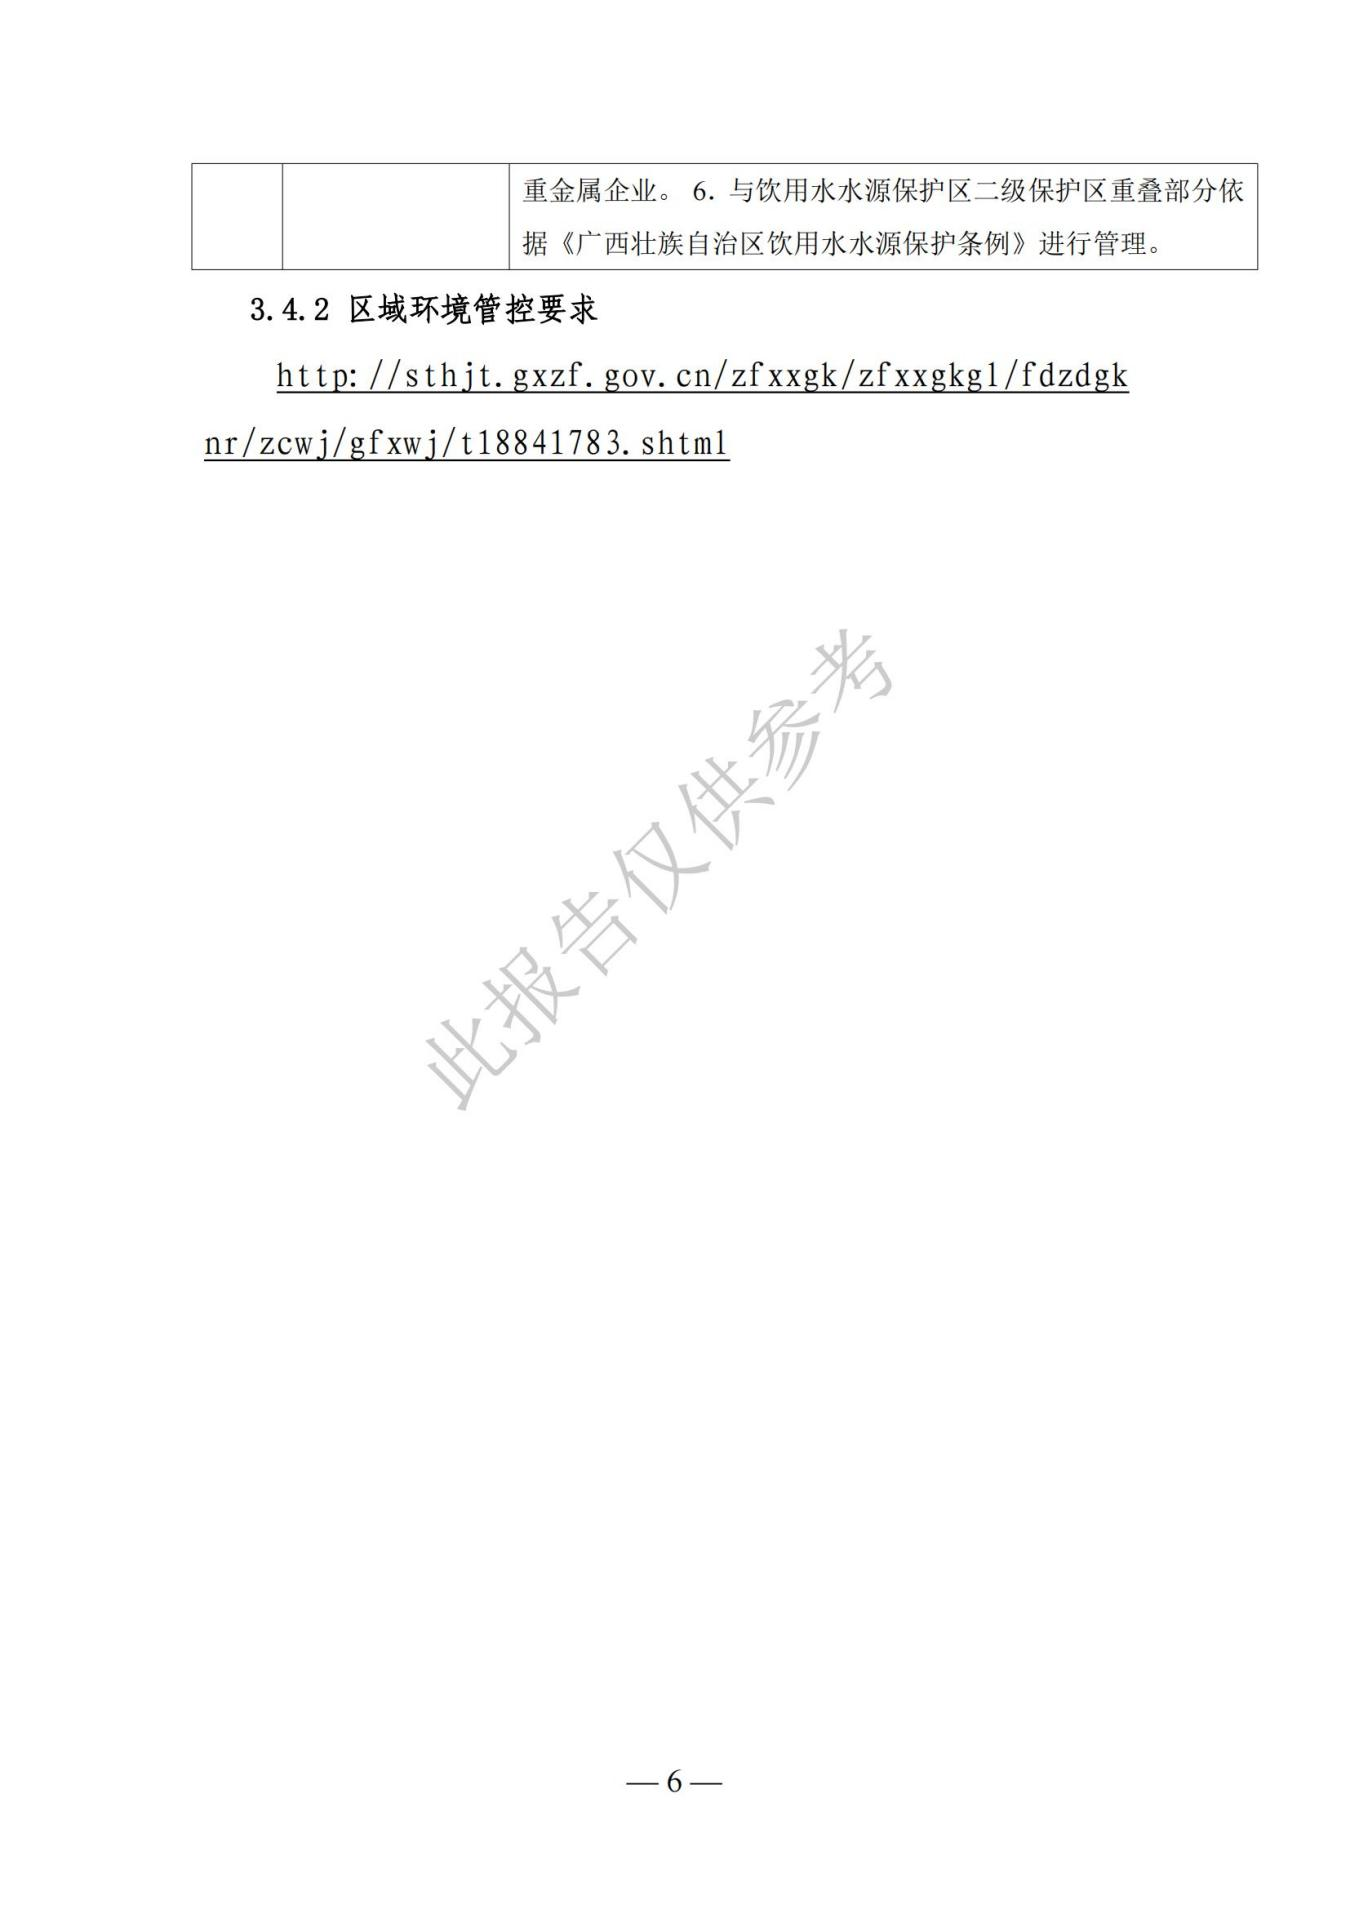 重金属企业。 6. 与饮用水水源保护区二级保护区重叠部分依
据《广西壮族自治区饮用水水源保护条例》进行管理。
3.4.2 区域环境管控要求
http://sthjt.gxzf.gov.cn/zfxxgk/zfxxgkgl/fdzdgk
nr/zcwj/gfxwj/t18841783.shtml
此报告仅供参考
— 6 —